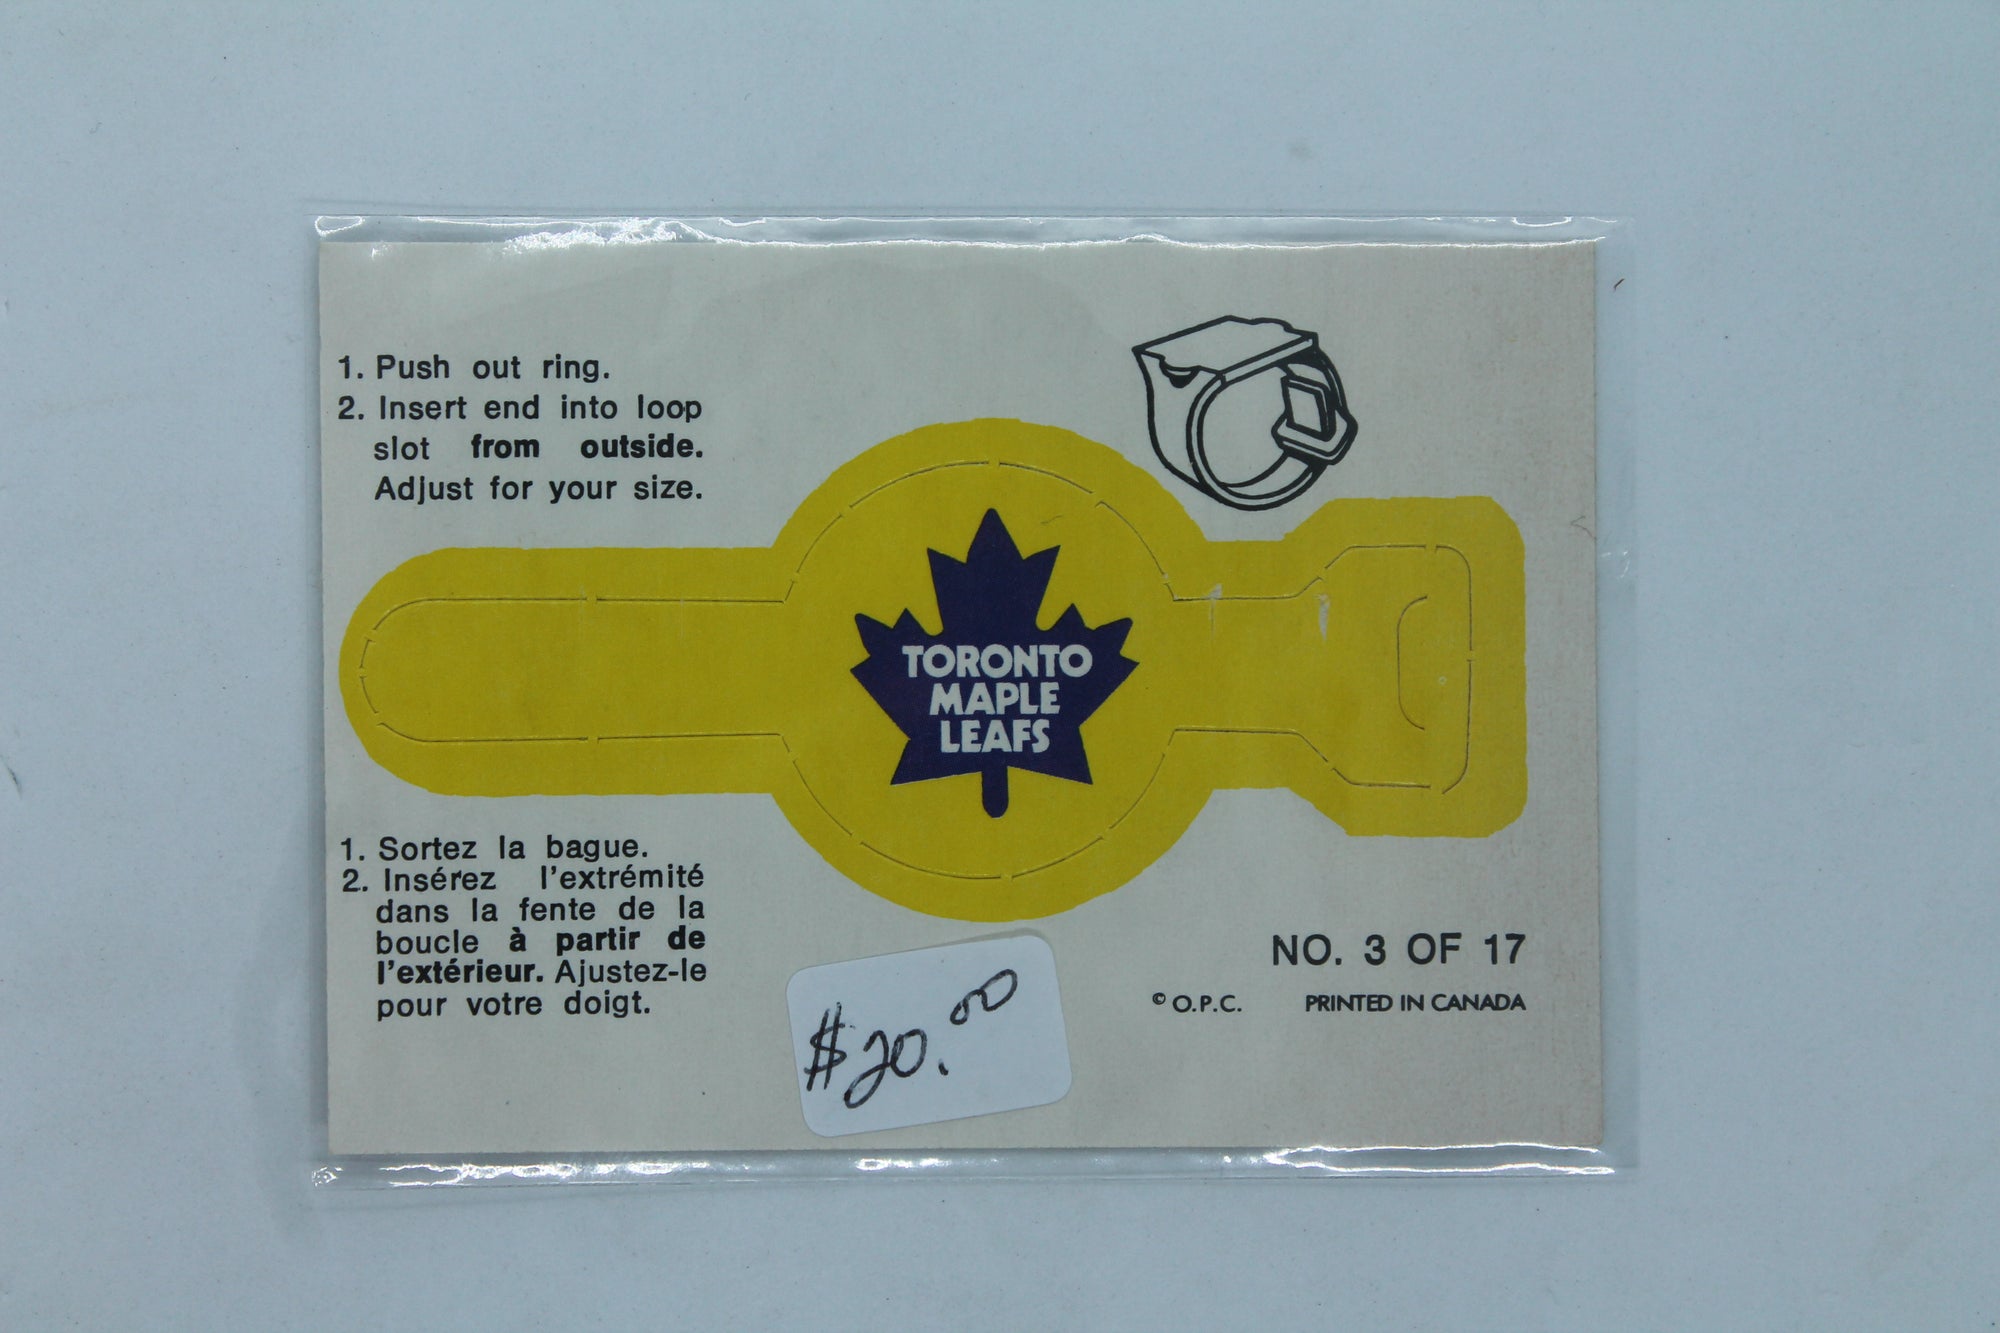 1. Push out ring.
2. Insert end into loop
slot from outside.
Adjust for your size.
TORONTO
MAPLE
LEAFS
1. Sortez la bague.
2. Insérez l'extrémité
dans la fente de la
boucle à partir de
l'extérieur. Ajustez-le
pour votre doigt.
NO. 3 OF 17
© O.P.C. PRINTED IN CANADA
$20.00